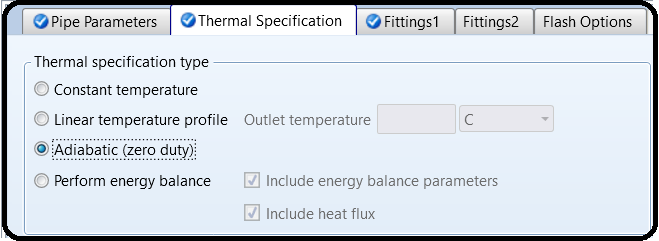 Pipe Parameters Thermal Specification Fittings1 Fittings2 Flash Options
Thermal specification type
Constant temperature
Linear temperature profile Outlet temperature C
Adiabatic (zero duty)
Perform energy balance Include energy balance parameters
Include heat flux